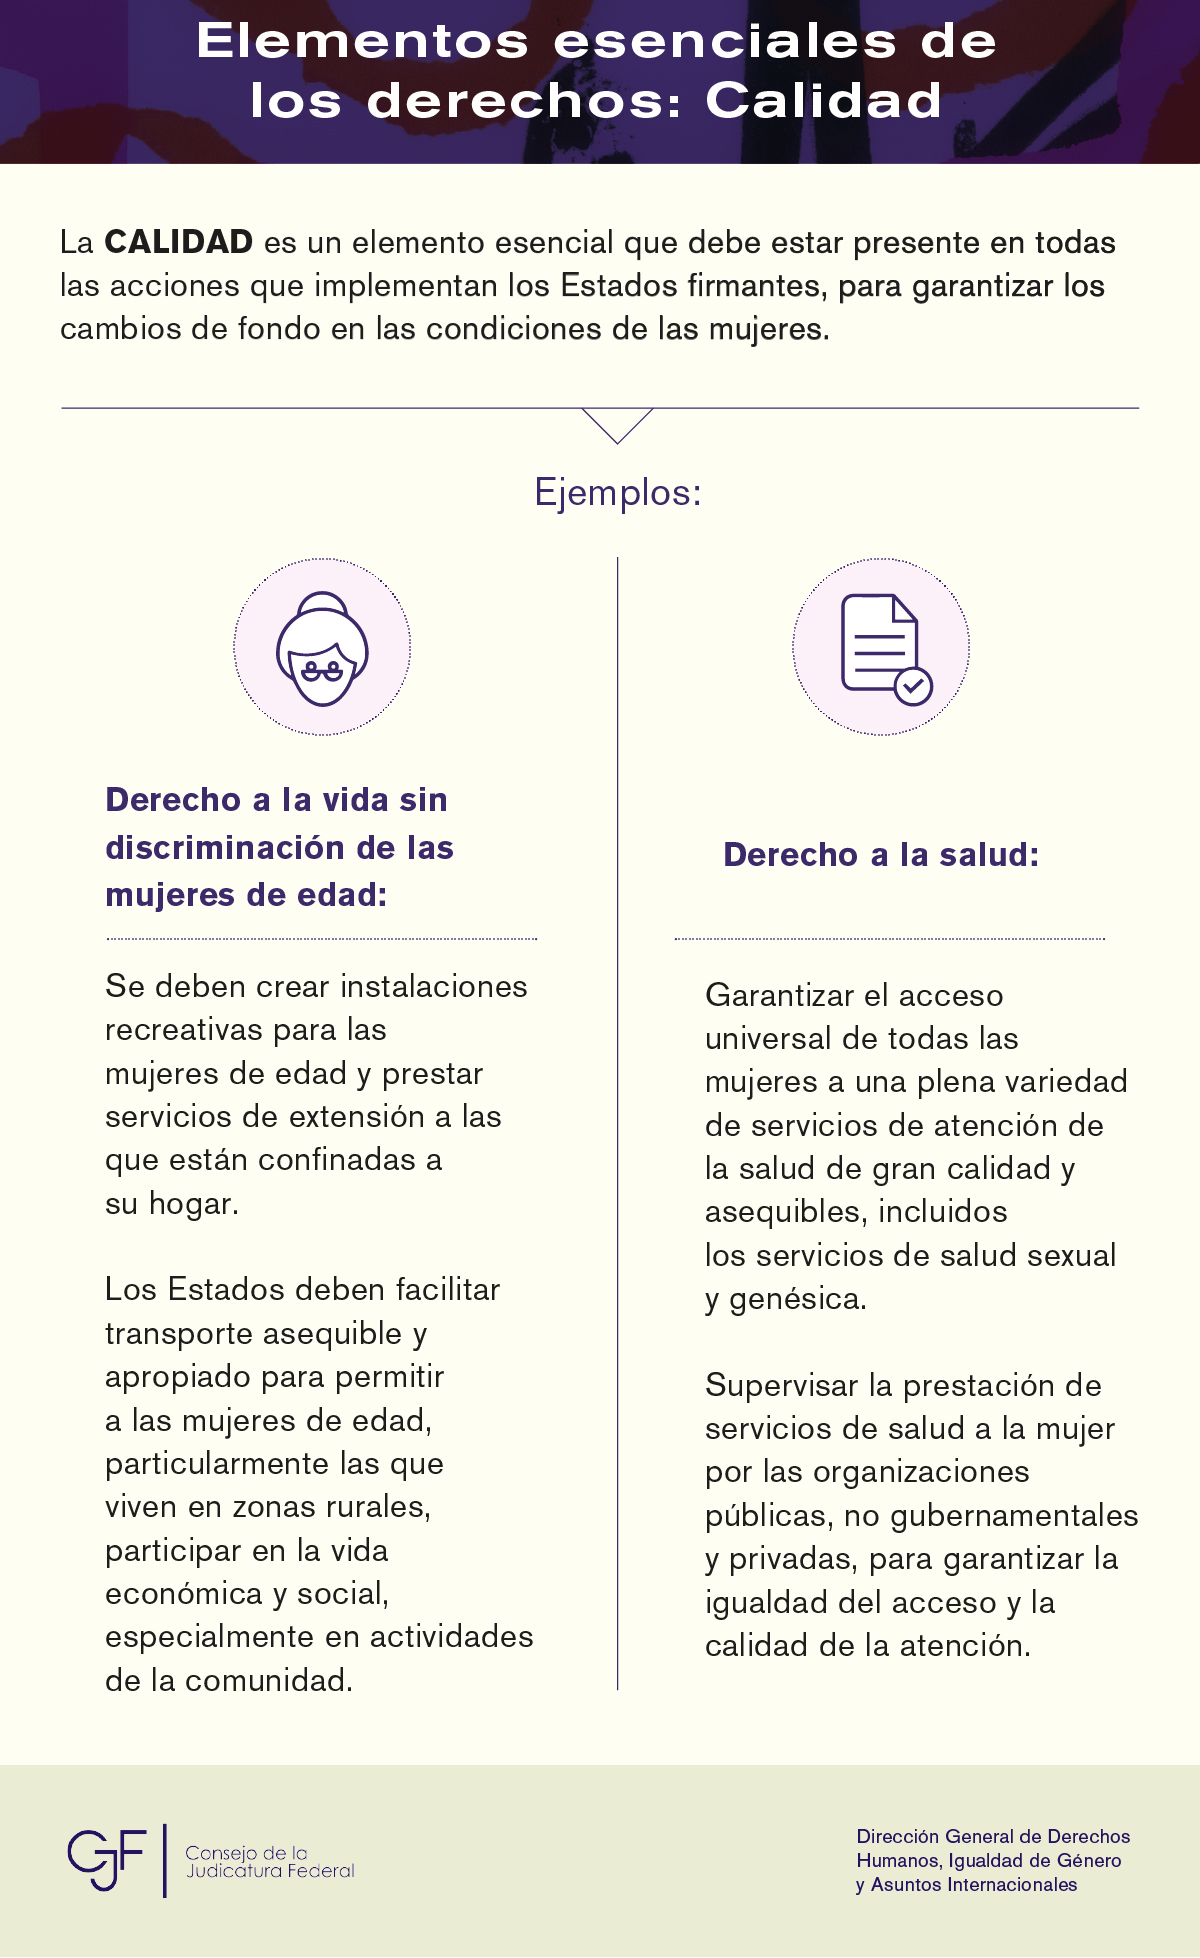 Elementos esenciales de
los derechos: Calidad
La CALIDAD es un elemento esencial que debe estar presente en todas
las acciones que implementan los Estados firmantes, para garantizar los
cambios de fondo en las condiciones de las mujeres.
Ejemplos:
Derecho a la vida sin
discriminación de las
mujeres de edad:
Se deben crear instalaciones
recreativas para las
mujeres de edad y prestar
servicios de extensión a las
que están confinadas a
su hogar.
Los Estados deben facilitar
transporte asequible y
apropiado para permitir
a las mujeres de edad,
particularmente las que
viven en zonas rurales,
participar en la vida
económica y social,
especialmente en actividades
de la comunidad.
Derecho a la salud:
Garantizar el acceso
universal de todas las
mujeres a una plena variedad
de servicios de atención de
la salud de gran calidad y
asequibles, incluidos
los servicios de salud sexual
y genésica.
Supervisar la prestación de
servicios de salud a la mujer
por las organizaciones
públicas, no gubernamentales
y privadas, para garantizar la
igualdad del acceso y la
calidad de la atención.
CJF
Consejo de la
Judicatura Federal
Dirección General de Derechos
Humanos, Igualdad de Género
y Asuntos Internacionales